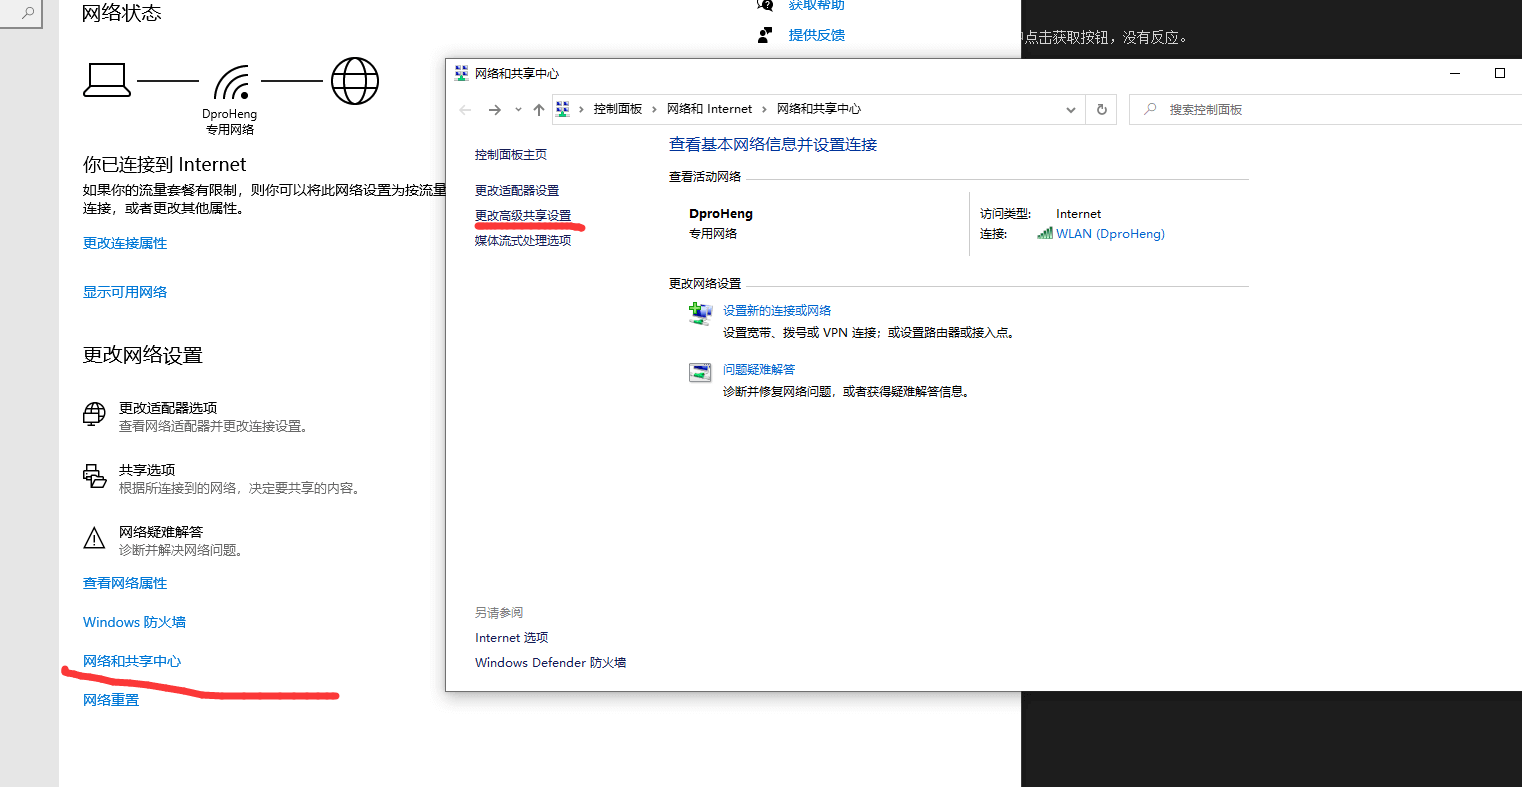 网络状态
DproHeng
专用网络
你已连接到 Internet
如果你的流量套餐有限制，则你可以将此网络设置为按流量
连接，或者更改其他属性。
更改连接属性
显示可用网络
更改网络设置
更改适配器选项
查看网络适配器并更改连接设置。
共享选项
根据所连接到的网络，决定要共享的内容。
网络疑难解答
诊断并解决网络问题。
查看网络属性
Windows 防火墙
网络和共享中心
网络重置
获取帮助
提供反馈
点击获取按钮，没有反应。
网络和共享中心
控制面板 网络和 Internet 网络和共享中心
搜索控制面板
控制面板主页
更改适配器设置
更改高级共享设置
媒体流式处理选项
查看基本网络信息并设置连接
查看活动网络
DproHeng
专用网络
访问类型: Internet
连接: WLAN (DproHeng)
更改网络设置
设置新的连接或网络
设置宽带、拨号或 VPN 连接；或设置路由器或接入点。
问题疑难解答
诊断并修复网络问题，或者获得疑难解答信息。
另请参阅
Internet 选项
Windows Defender 防火墙